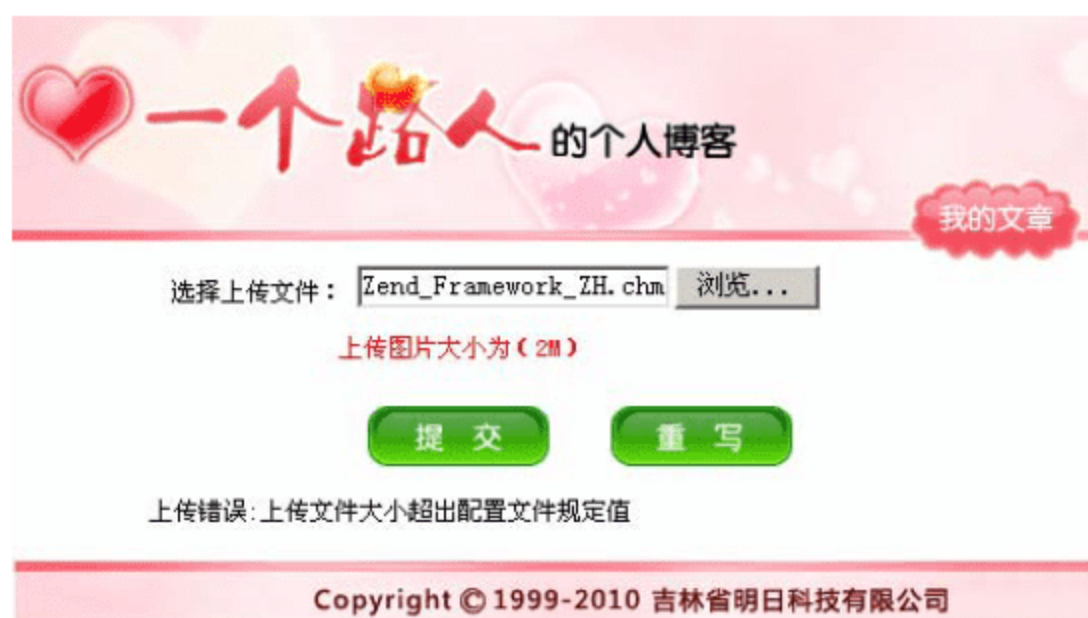 一个路人的个人博客
我的文章
选择上传文件： Zend_Framework_ZH.chm 浏览...
上传图片大小为（2M）
提 交 重 写
上传错误:上传文件大小超出配置文件规定值
Copyright © 1999-2010 吉林省明日科技有限公司